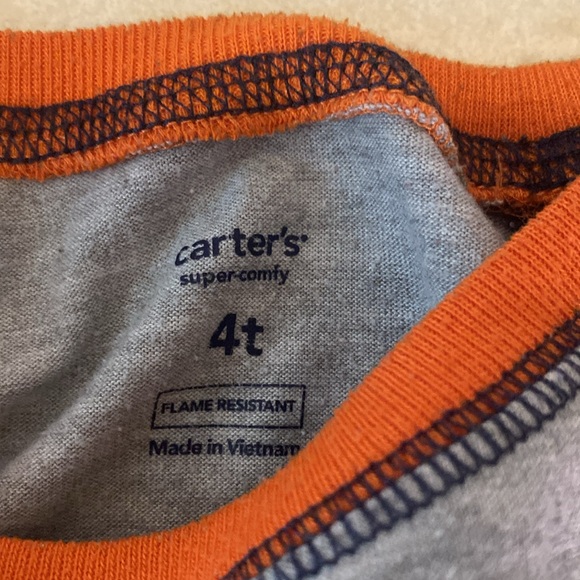 carter's
super-comfy
4t
FLAME RESISTANT
Made in Vietnam